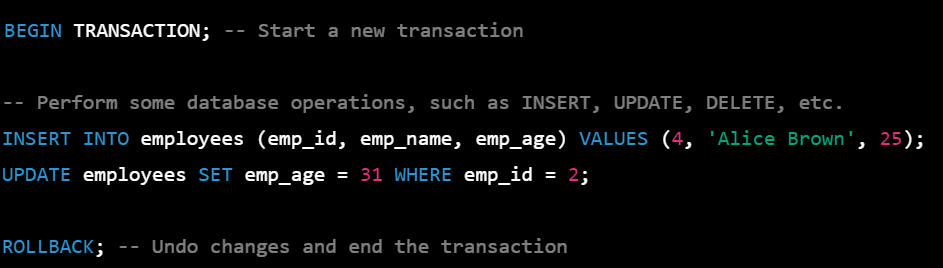 BEGIN TRANSACTION; -- Start a new transaction
-- Perform some database operations, such as INSERT, UPDATE, DELETE, etc.
INSERT INTO employees (emp_id, emp_name, emp_age) VALUES (4, 'Alice Brown', 25);
UPDATE employees SET emp_age = 31 WHERE emp_id = 2;
ROLLBACK; -- Undo changes and end the transaction